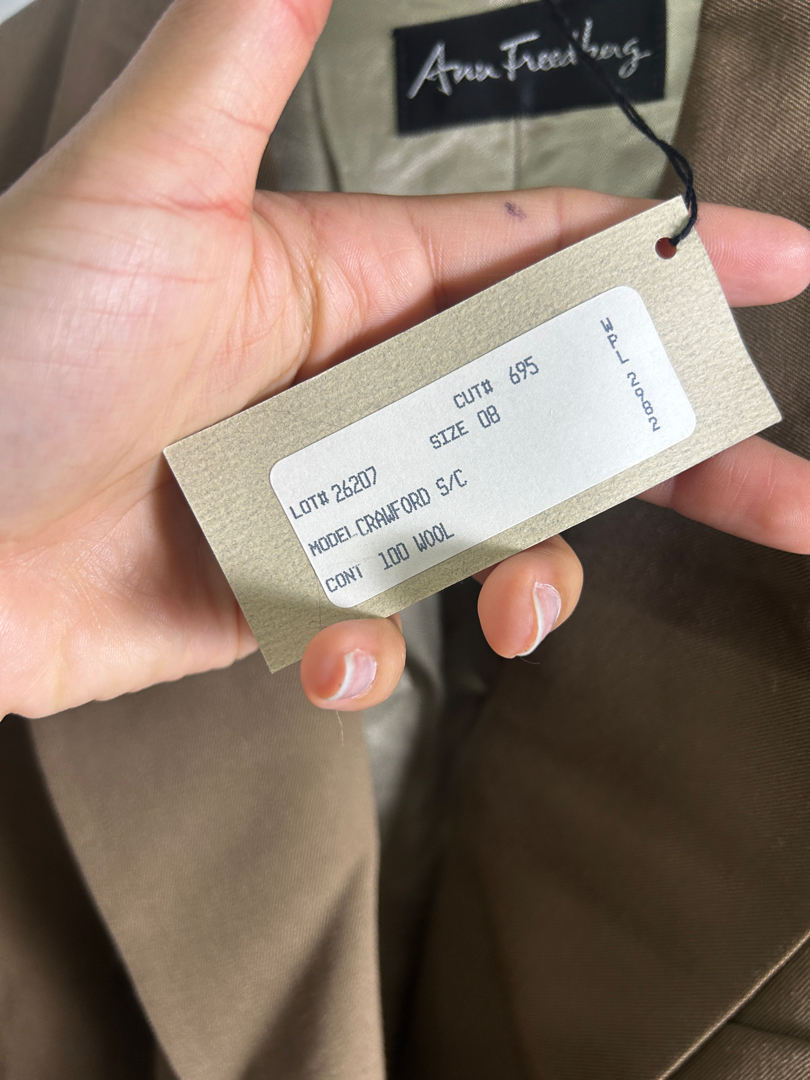 Ann Freedberg
CUT# 695
SIZE 08
LOT# 26207
MODEL CRAWFORD S/C
CONT 100 WOOL
WPL 2982